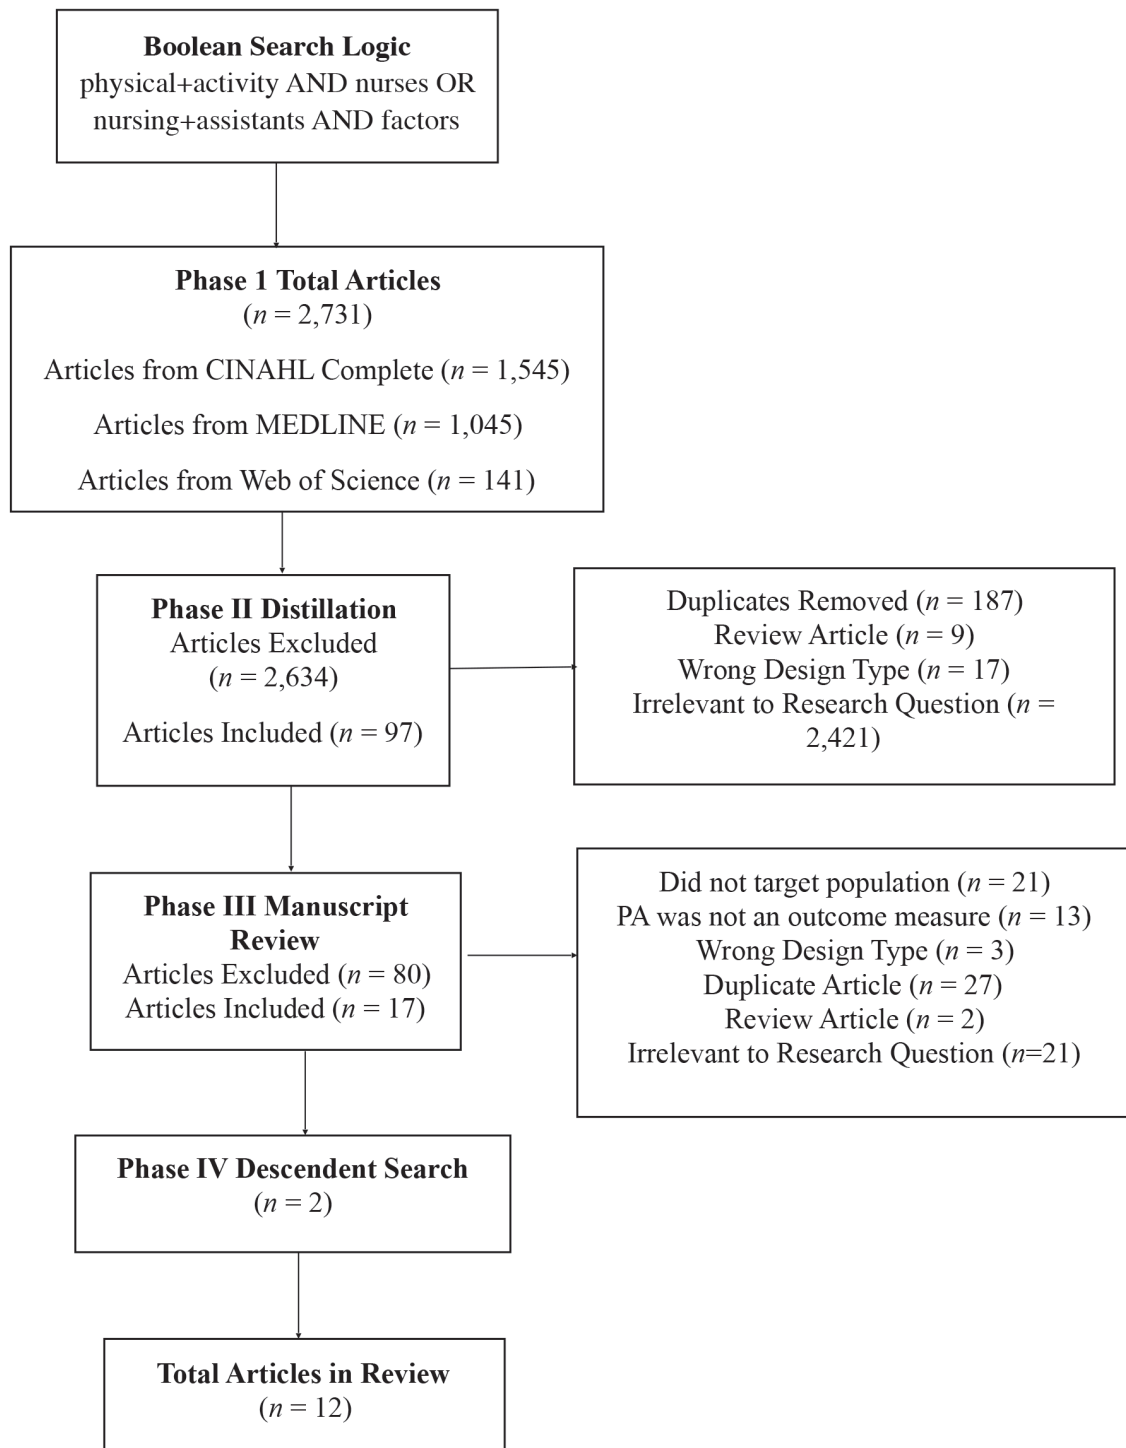 Boolean Search Logic
physical+activity AND nurses OR
nursing+assistants AND factors
Phase 1 Total Articles
(n = 2,731)
Articles from CINAHL Complete (n = 1,545)
Articles from MEDLINE (n = 1,045)
Articles from Web of Science (n = 141)
Phase II Distillation
Articles Excluded
(n = 2,634)
Articles Included (n = 97)
Duplicates Removed (n = 187)
Review Article (n = 9)
Wrong Design Type (n = 17)
Irrelevant to Research Question (n =
2,421)
Phase III Manuscript
Review
Articles Excluded (n = 80)
Articles Included (n = 17)
Did not target population (n = 21)
PA was not an outcome measure (n = 13)
Wrong Design Type (n = 3)
Duplicate Article (n = 27)
Review Article (n = 2)
Irrelevant to Research Question (n=21)
Phase IV Descendent Search
(n = 2)
Total Articles in Review
(n = 12)